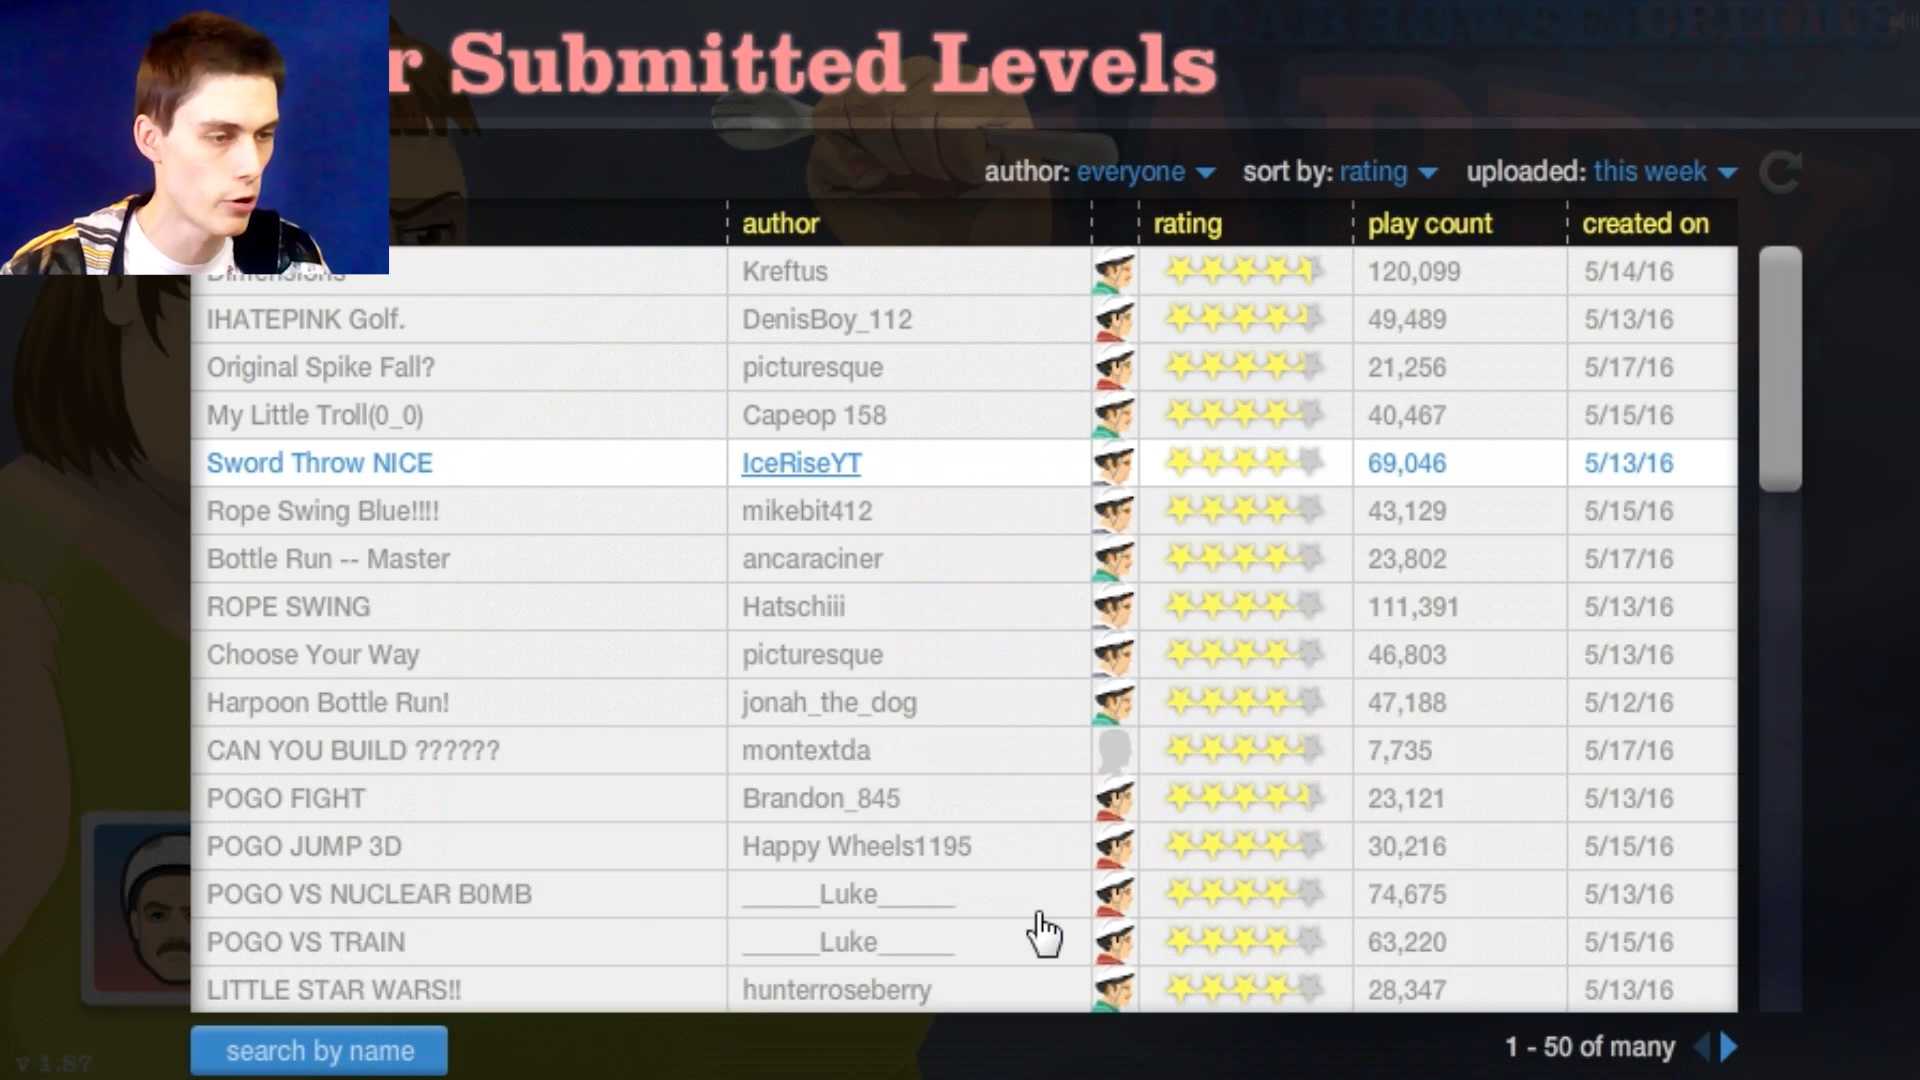 r Submitted Levels
author: everyone sort by: rating uploaded: this week
author rating play count created on
Dimensions Kreftus 120,099 5/14/16
IHATEPINK Golf. DenisBoy_112 49,489 5/13/16
Original Spike Fall? picturesque 21,256 5/17/16
My Little Troll(0_0) Capeop 158 40,467 5/15/16
Sword Throw NICE IceRiseYT 69,046 5/13/16
Rope Swing Blue!!!! mikebit412 43,129 5/15/16
Bottle Run -- Master ancaraciner 23,802 5/17/16
ROPE SWING Hatschiii 111,391 5/13/16
Choose Your Way picturesque 46,803 5/13/16
Harpoon Bottle Run! jonah_the_dog 47,188 5/12/16
CAN YOU BUILD ?????? montextda 7,735 5/17/16
POGO FIGHT Brandon_845 23,121 5/13/16
POGO JUMP 3D Happy Wheels1195 30,216 5/15/16
POGO VS NUCLEAR B0MB ______Luke______ 74,675 5/13/16
POGO VS TRAIN ______Luke______ 63,220 5/15/16
LITTLE STAR WARS!! hunterroseberry 28,347 5/13/16
search by name 1 - 50 of many
v 1.87